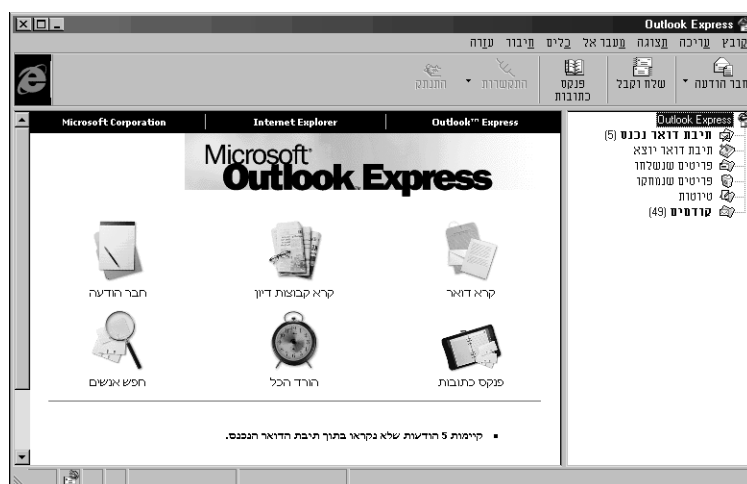 Outlook Express
קובץ עריכה תצוגה מעבר אל כלים חיבור עזרה
חבר הודעה שלח וקבל פנקס כתובות התקשרות התנתק
Outlook Express
תיבת דואר נכנס (5)
תיבת דואר יוצא
פריטים שנשלחו
פריטים שנמחקו
טיוטות
קודמים (49)
Microsoft Corporation Internet Explorer Outlook™ Express
Microsoft®
Outlook Express
קרא דואר קרא קבוצות דיון חבר הודעה
פנקס כתובות הורד הכל חפש אנשים
▪ קיימות 5 הודעות שלא נקראו בתוך תיבת הדואר הנכנס.